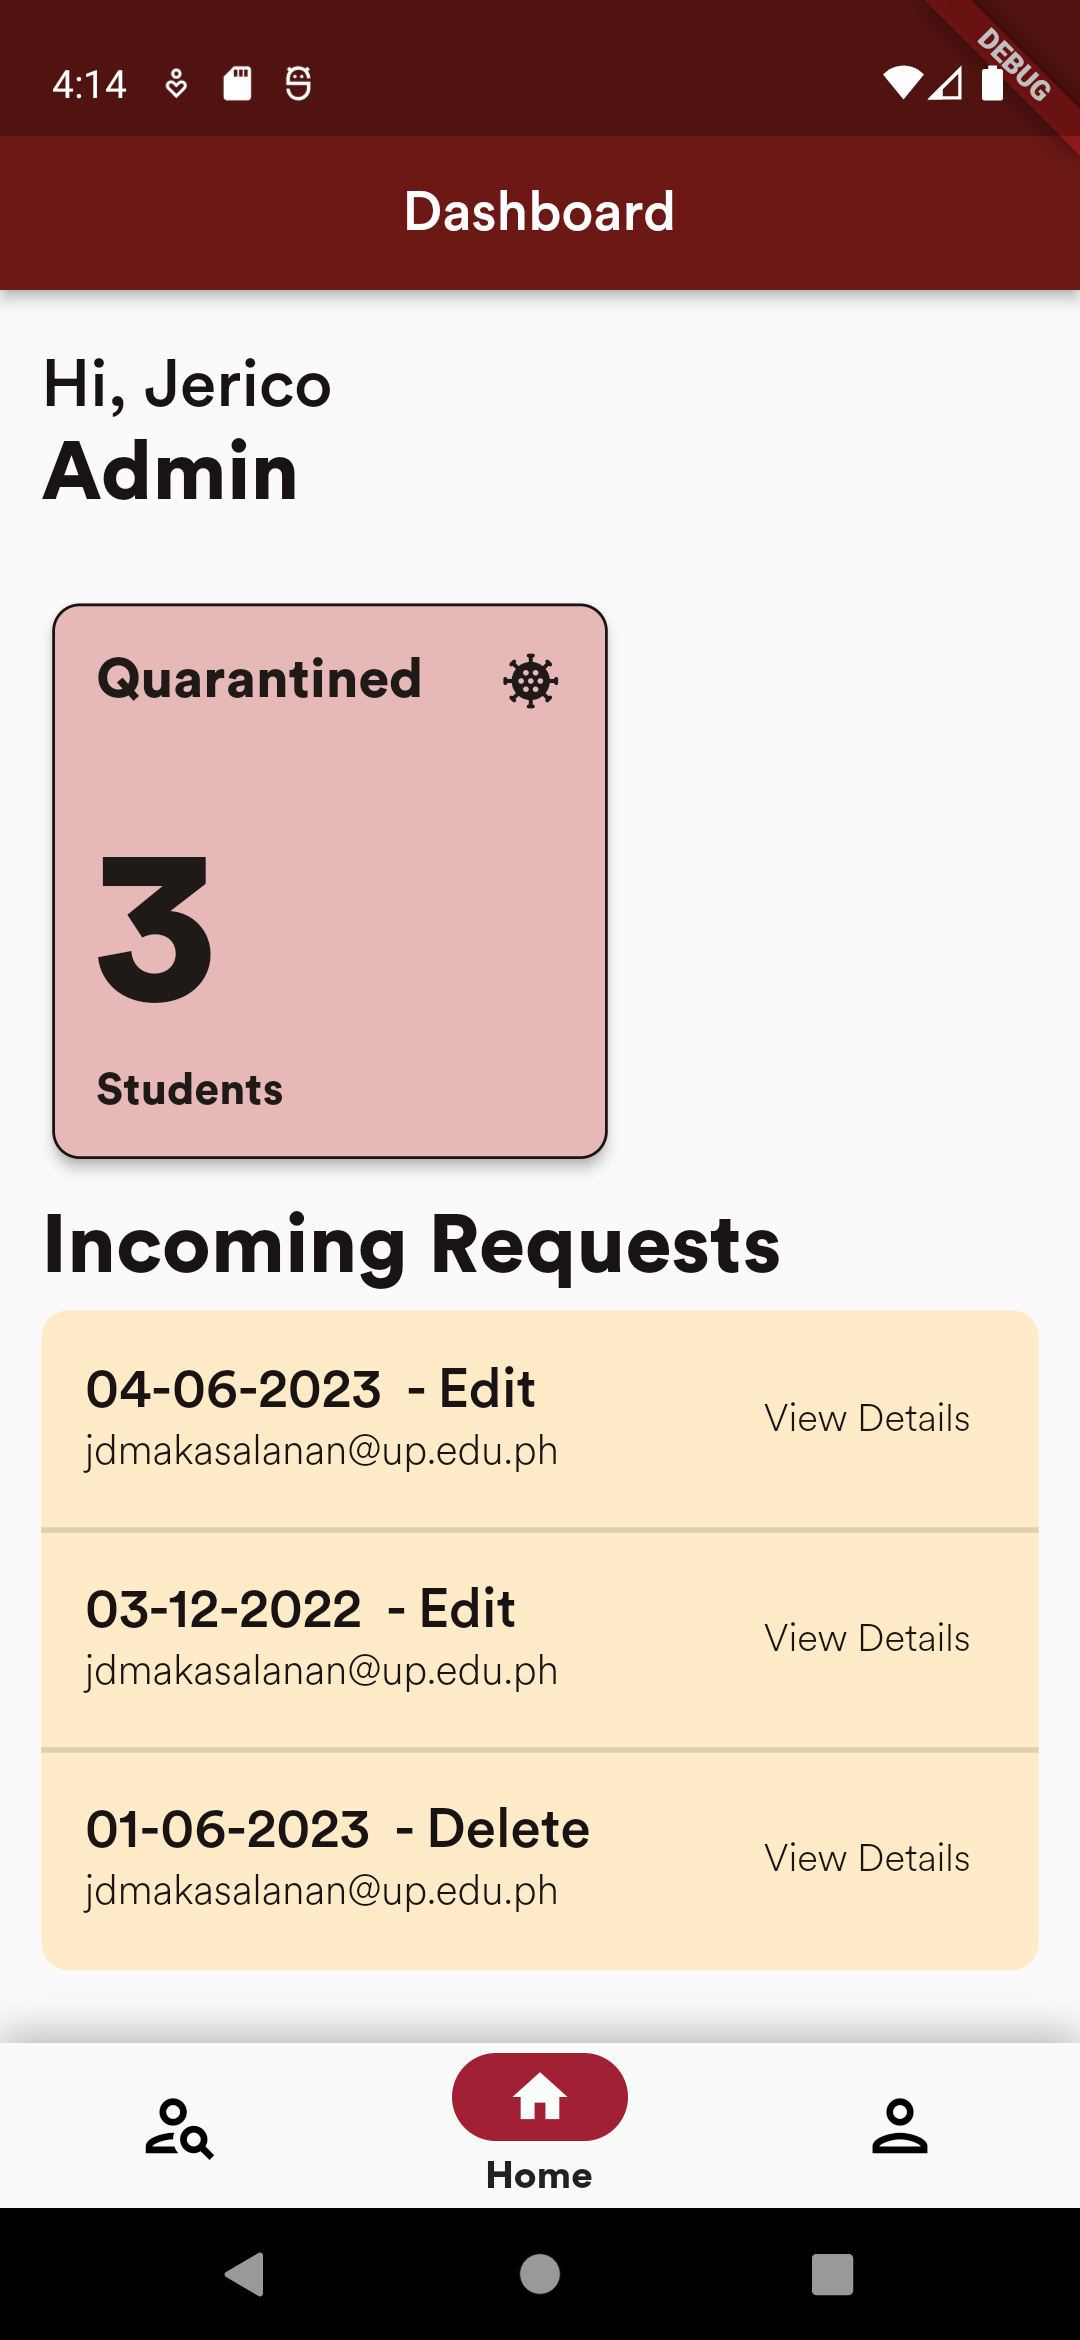 4:14
DEBUG
Dashboard
Hi, Jerico
Admin
Quarantined
3
Students
Incoming Requests
04-06-2023 - Edit
jdmakasalanan@up.edu.ph
View Details
03-12-2022 - Edit
jdmakasalanan@up.edu.ph
View Details
01-06-2023 - Delete
jdmakasalanan@up.edu.ph
View Details
Home